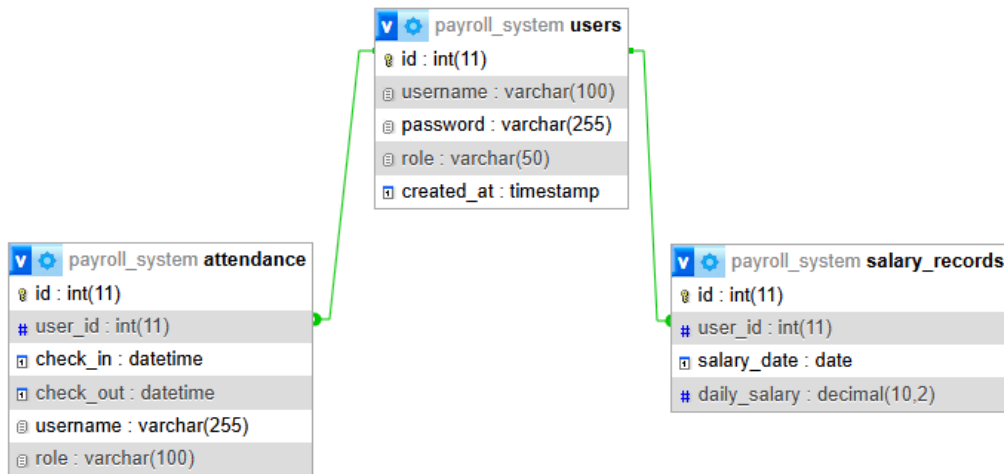 payroll_system users
id : int(11)
username : varchar(100)
password : varchar(255)
role : varchar(50)
created_at : timestamp
payroll_system attendance
id : int(11)
user_id : int(11)
check_in : datetime
check_out : datetime
username : varchar(255)
role : varchar(100)
payroll_system salary_records
id : int(11)
user_id : int(11)
salary_date : date
daily_salary : decimal(10,2)